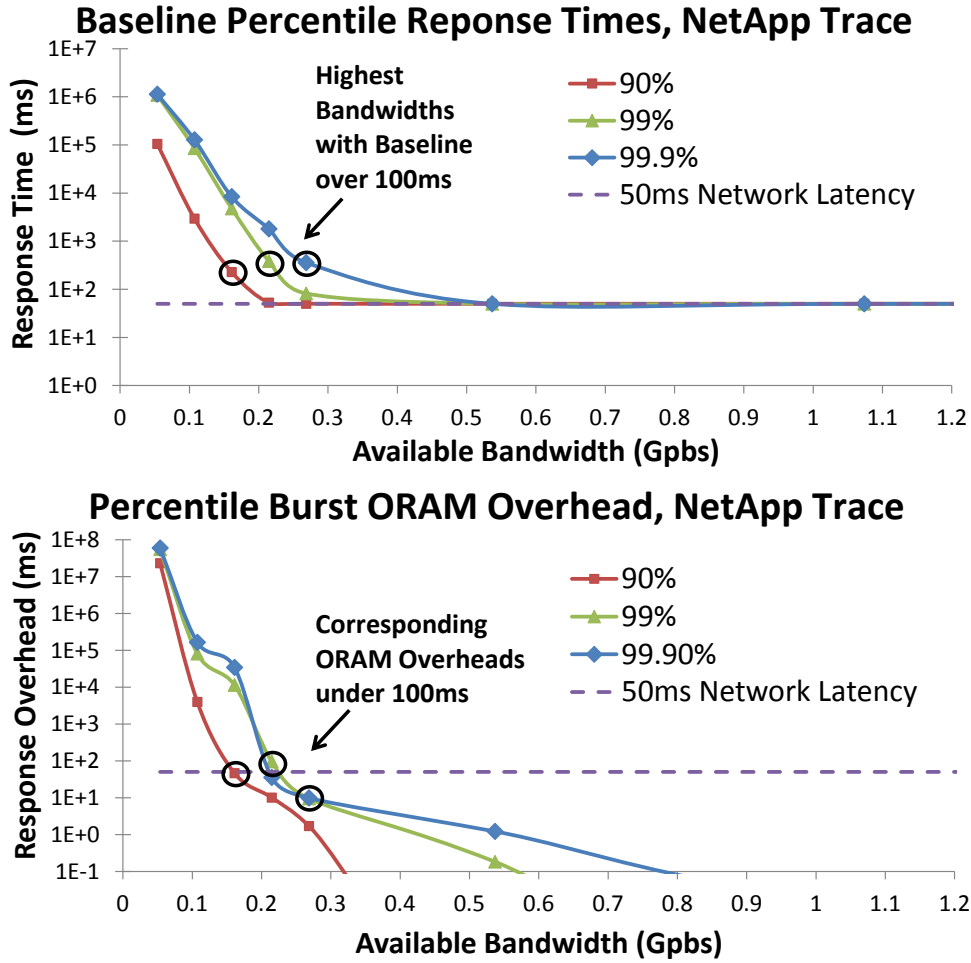 Baseline Percentile Reponse Times, NetApp Trace
Response Time (ms)
1E+7
1E+6
1E+5
1E+4
1E+3
1E+2
1E+1
1E+0
Highest
Bandwidths
with Baseline
over 100ms
90%
99%
99.9%
50ms Network Latency
0 0.1 0.2 0.3 0.4 0.5 0.6 0.7 0.8 0.9 1 1.1 1.2
Available Bandwidth (Gpbs)
Percentile Burst ORAM Overhead, NetApp Trace
Response Overhead (ms)
1E+8
1E+7
1E+6
1E+5
1E+4
1E+3
1E+2
1E+1
1E+0
1E-1
Corresponding
ORAM Overheads
under 100ms
90%
99%
99.90%
50ms Network Latency
0 0.1 0.2 0.3 0.4 0.5 0.6 0.7 0.8 0.9 1 1.1 1.2
Available Bandwidth (Gpbs)